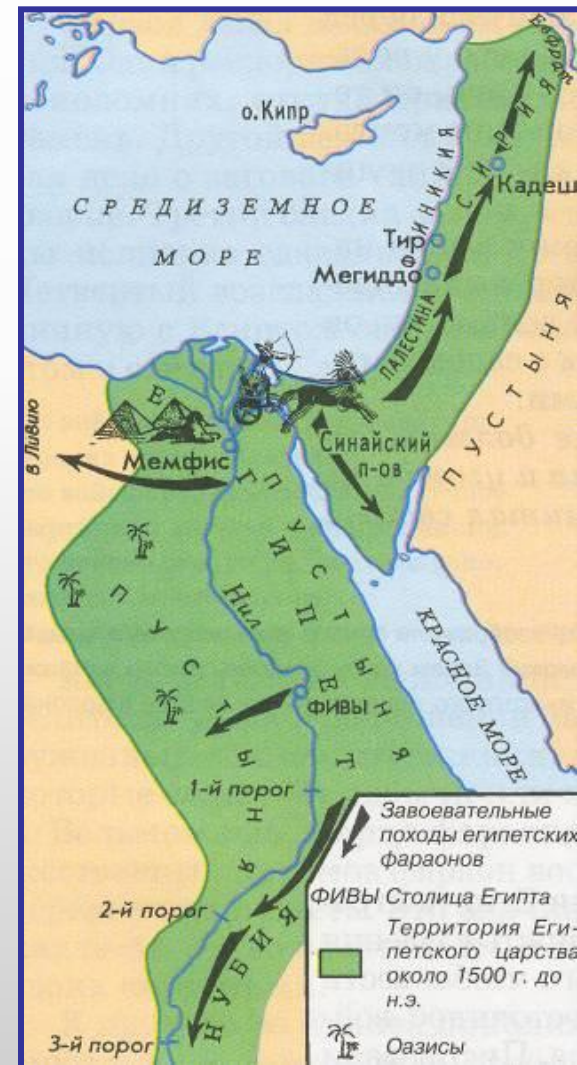 Евфрат
о.Кипр
СРЕДИЗЕМНОЕ
МОРЕ
ФИНИКИЯ
СИРИЯ
Кадеш
Тир
Мегиддо
ПАЛЕСТИНА
ПУСТЫНЯ
Синайский
п-ов
в Ливию
Мемфис
ЕГИПЕТ
ПУСТЫНЯ
ПУСТЫНЯ
Нил
КРАСНОЕ МОРЕ
ФИВЫ
1-й порог
2-й порог
НУБИЯ
3-й порог
Завоевательные
походы египетских
фараонов
ФИВЫ Столица Египта
Территория Еги-
петского царства
около 1500 г. до
н.э.
Оазисы